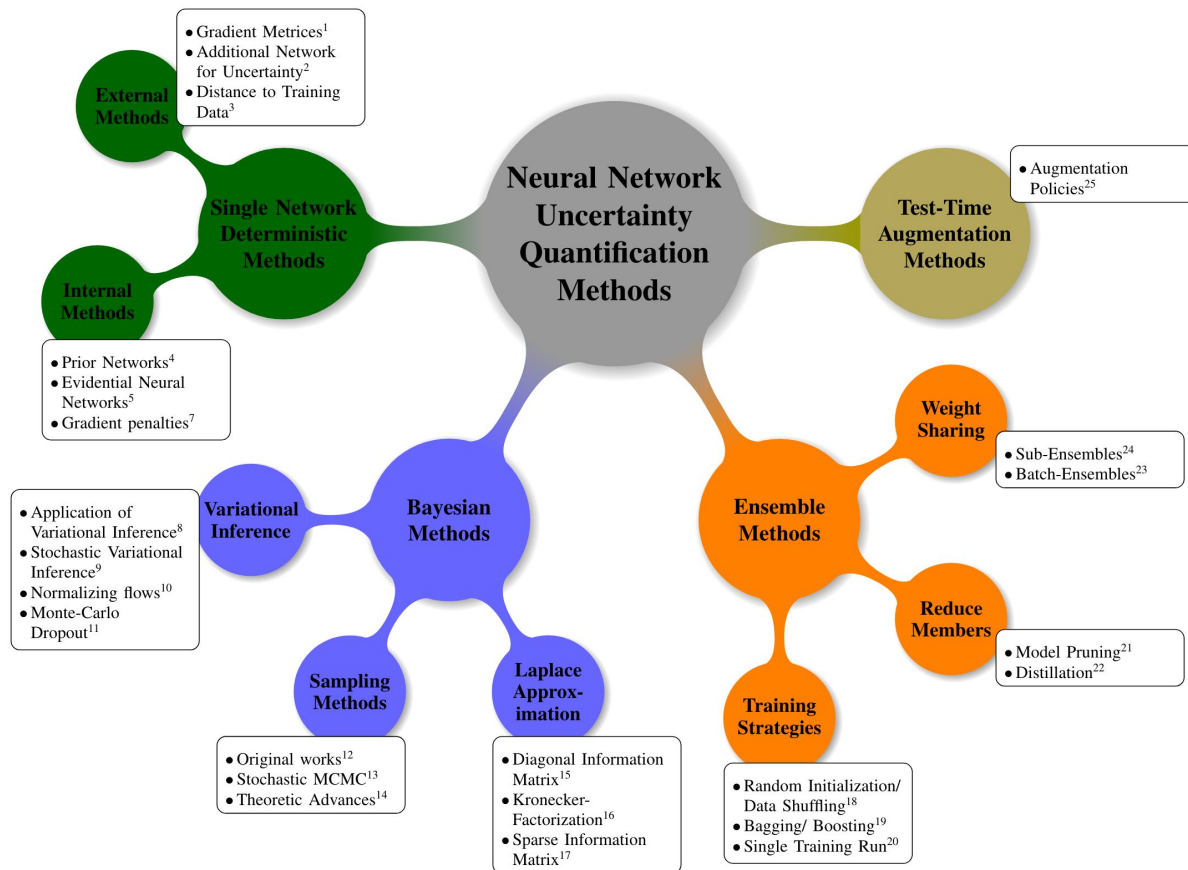 Neural Network
Uncertainty
Quantification
Methods
Single Network
Deterministic
Methods
External
Methods
● Gradient Metrices¹
● Additional Network
for Uncertainty²
● Distance to Training
Data³
Internal
Methods
● Prior Networks⁴
● Evidential Neural
Networks⁵
● Gradient penalties⁷
Bayesian
Methods
Variational
Inference
● Application of
Variational Inference⁸
● Stochastic Variational
Inference⁹
● Normalizing flows¹⁰
● Monte-Carlo
Dropout¹¹
Sampling
Methods
● Original works¹²
● Stochastic MCMC¹³
● Theoretic Advances¹⁴
Laplace
Approx-
imation
● Diagonal Information
Matrix¹⁵
● Kronecker-
Factorization¹⁶
● Sparse Information
Matrix¹⁷
Ensemble
Methods
Training
Strategies
● Random Initialization/
Data Shuffling¹⁸
● Bagging/ Boosting¹⁹
● Single Training Run²⁰
Reduce
Members
● Model Pruning²¹
● Distillation²²
Weight
Sharing
● Sub-Ensembles²⁴
● Batch-Ensembles²³
Test-Time
Augmentation
Methods
● Augmentation
Policies²⁵